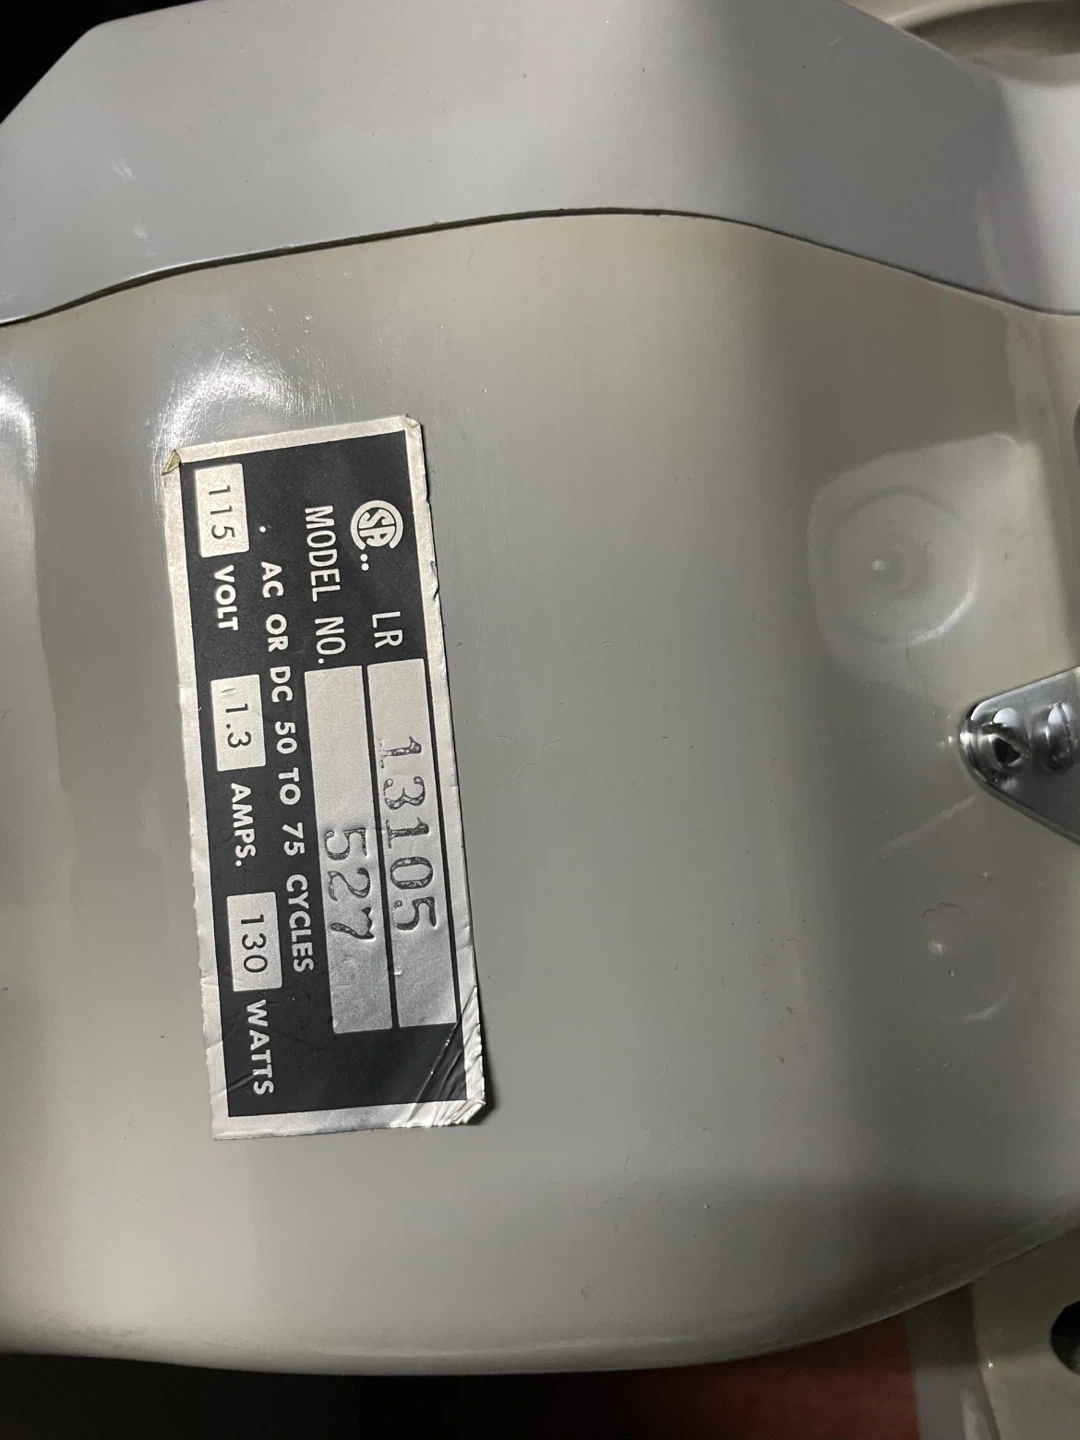 SA.. LR 13105
MODEL NO. 527
AC OR DC 50 TO 75 CYCLES
115 VOLT 1.3 AMPS. 130 WATTS